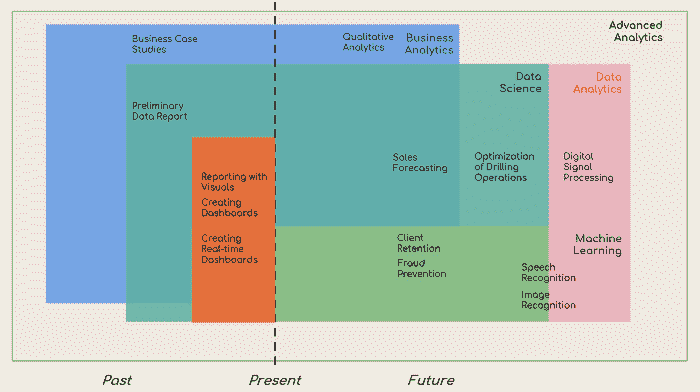 Advanced
Analytics
Business Case
Studies
Qualitative
Analytics
Business
Analytics
Data
Science
Data
Analytics
Preliminary
Data Report
Sales
Forecasting
Optimization
of Drilling
Operations
Digital
Signal
Processing
Reporting with
Visuals
Creating
Dashboards
Creating
Real-time
Dashboards
Client
Retention
Fraud
Prevention
Machine
Learning
Speech
Recognition
Image
Recognition
Past
Present
Future